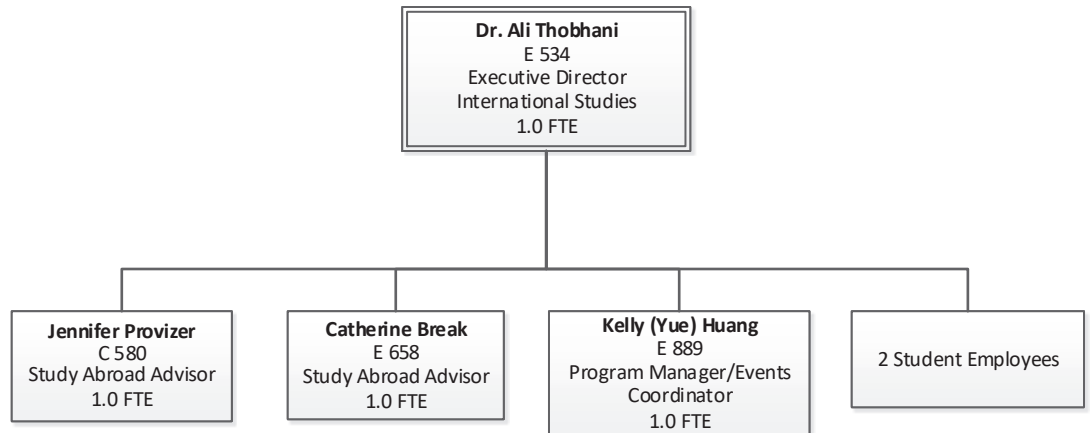 Dr. Ali Thobhani
E 534
Executive Director
International Studies
1.0 FTE
Jennifer Provizer
C 580
Study Abroad Advisor
1.0 FTE
Catherine Break
E 658
Study Abroad Advisor
1.0 FTE
Kelly (Yue) Huang
E 889
Program Manager/Events
Coordinator
1.0 FTE
2 Student Employees